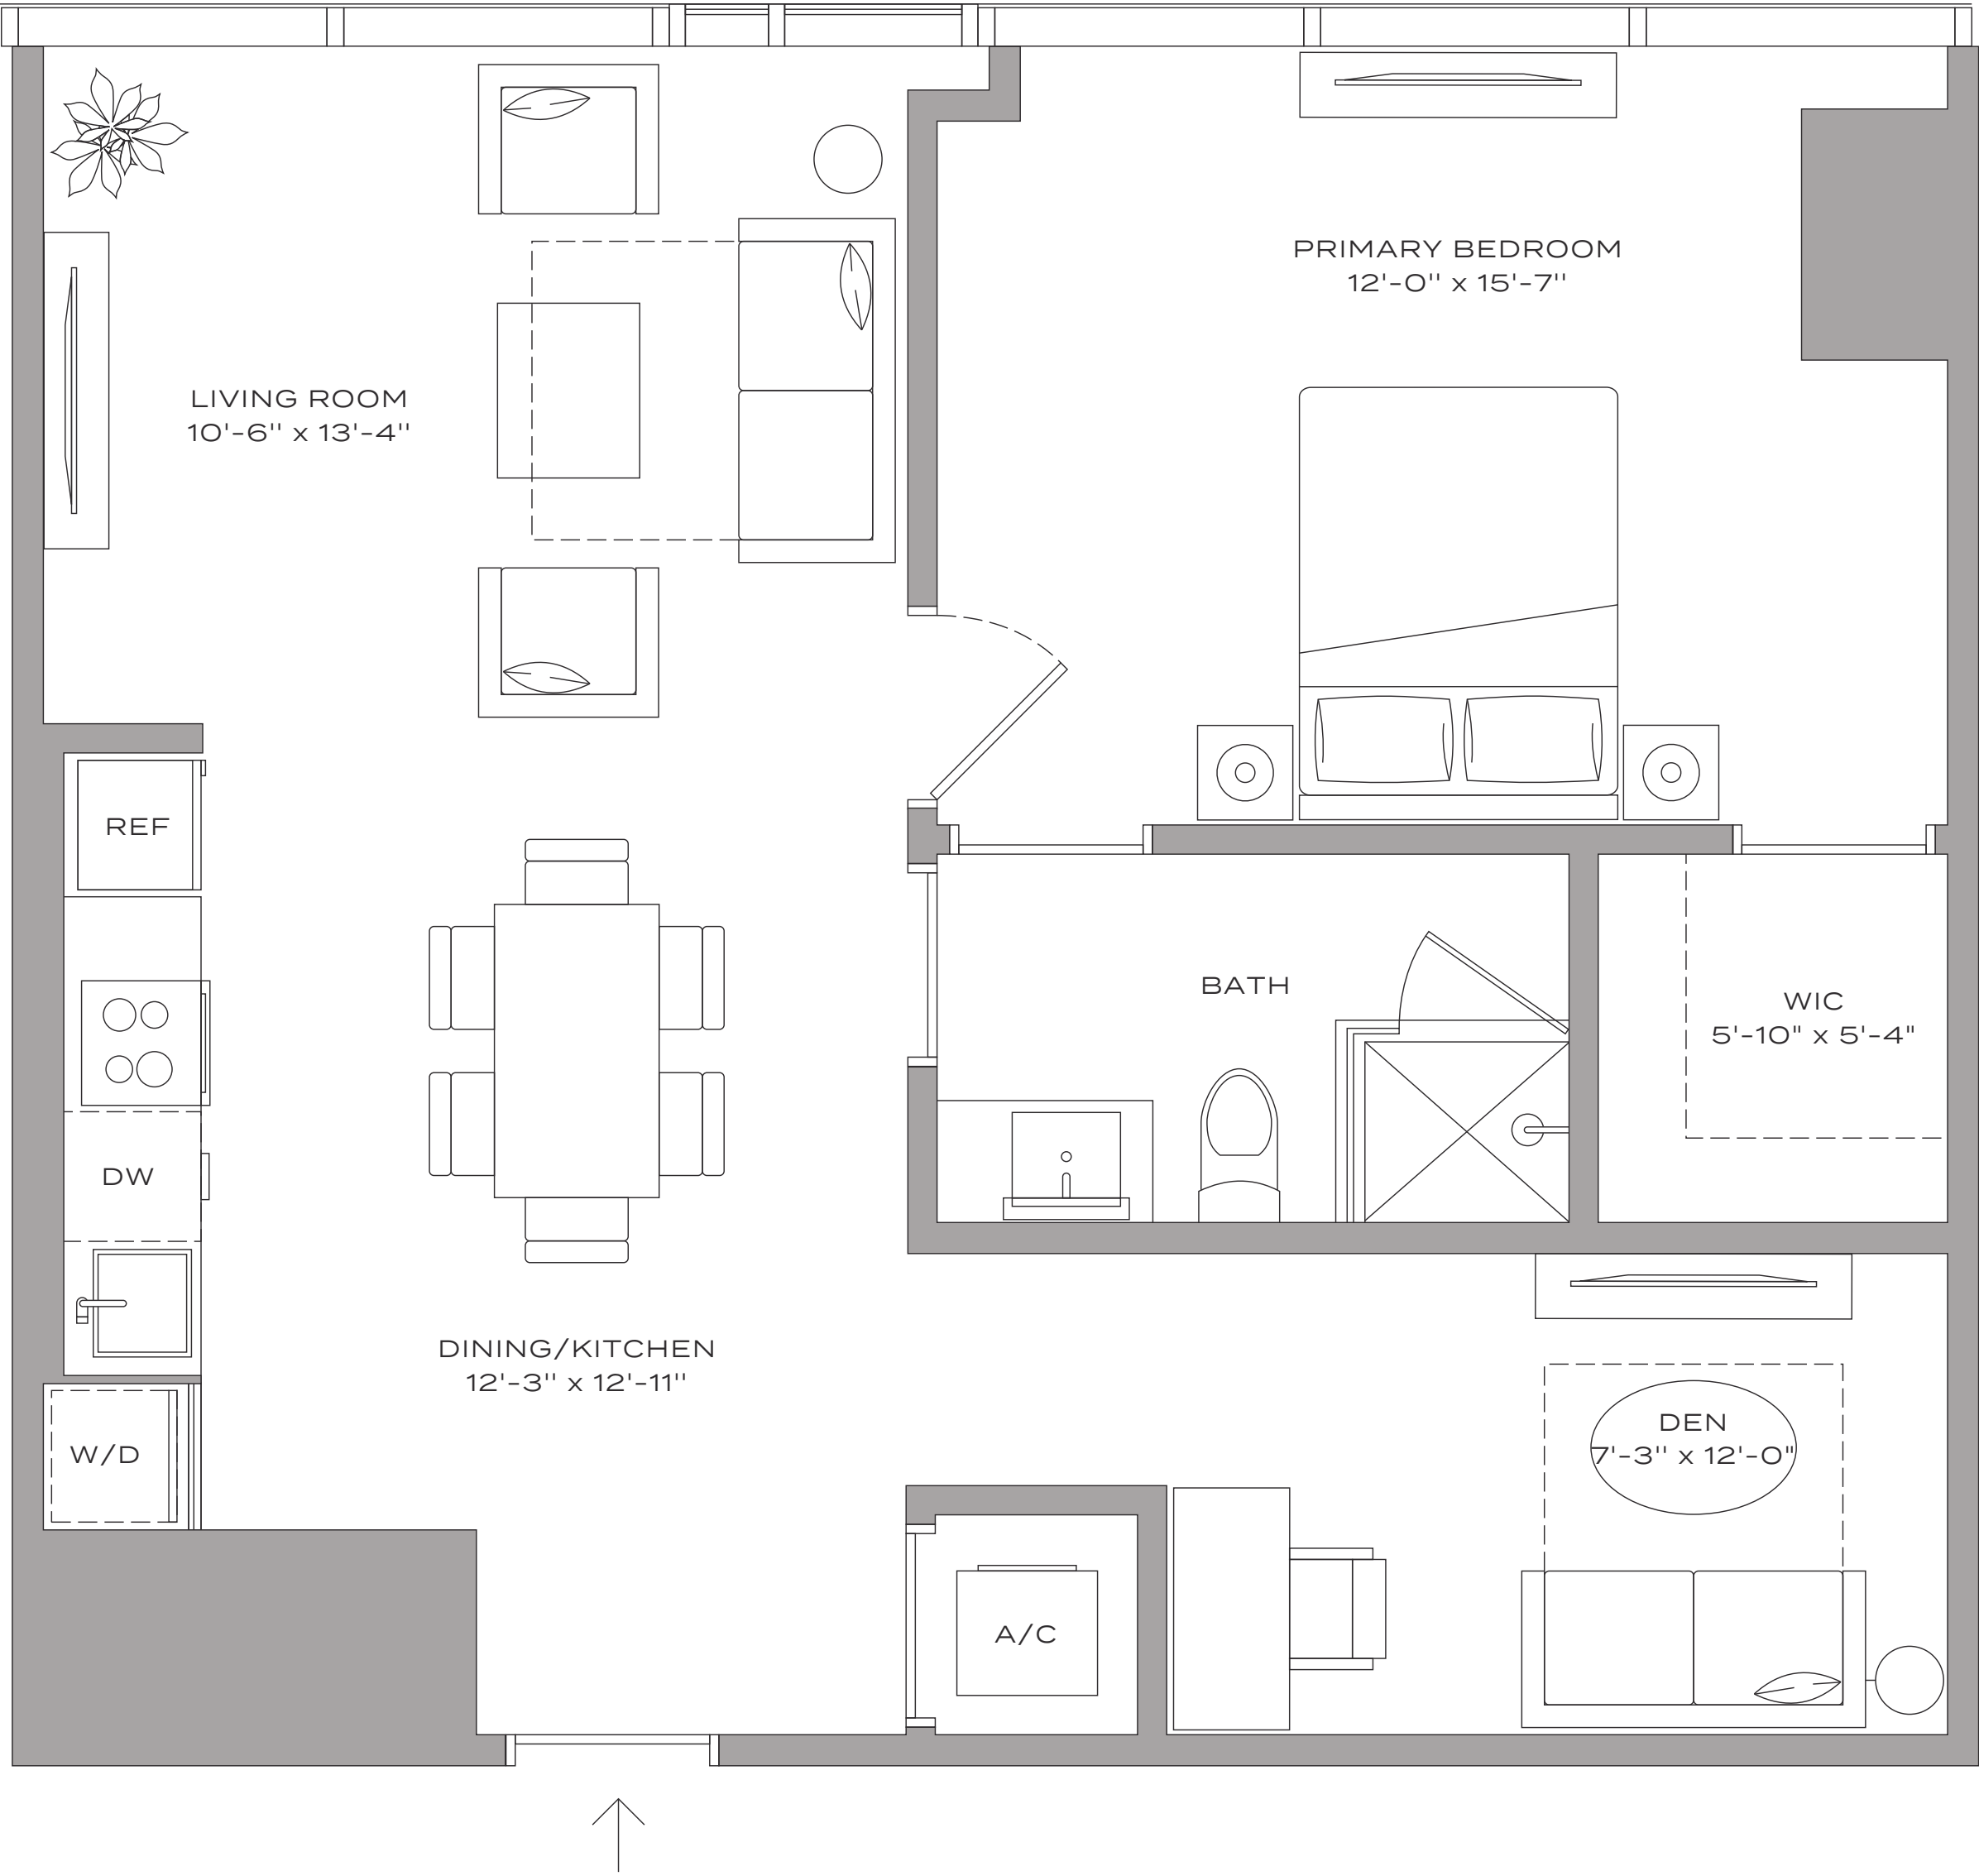 PRIMARY BEDROOM
12'-0" x 15'-7"
LIVING ROOM
10'-6" x 13'-4"
REF
BATH
WIC
5'-10" x 5'-4"
DW
DINING/KITCHEN
12'-3" x 12'-11"
DEN
7'-3" x 12'-0"
W/D
A/C